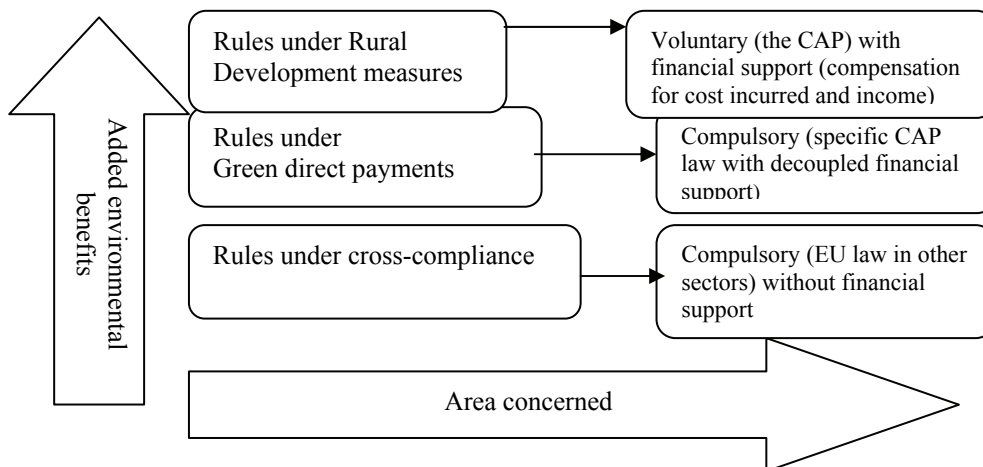 Rules under Rural
Development measures
Voluntary (the CAP) with
financial support (compensation
for cost incurred and income)
Rules under
Green direct payments
Compulsory (specific CAP
law with decoupled financial
support)
Rules under cross-compliance
Compulsory (EU law in other
sectors) without financial
support
Added environmental
benefits
Area concerned